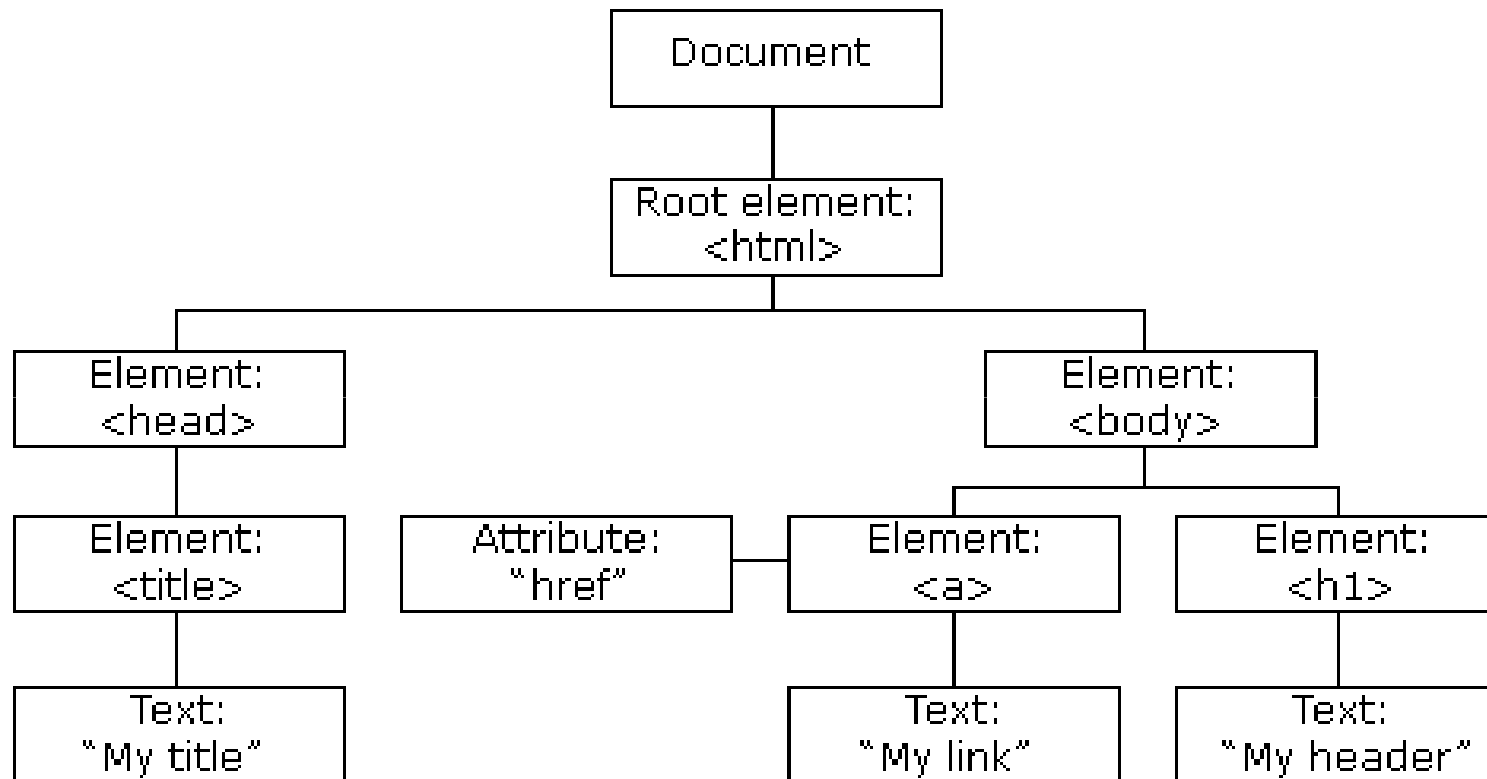 Document
Root element:
<html>
Element:
<head>
Element:
<body>
Element:
<title>
Attribute:
“href”
Element:
<a>
Element:
<h1>
Text:
“My title”
Text:
“My link”
Text:
“My header”